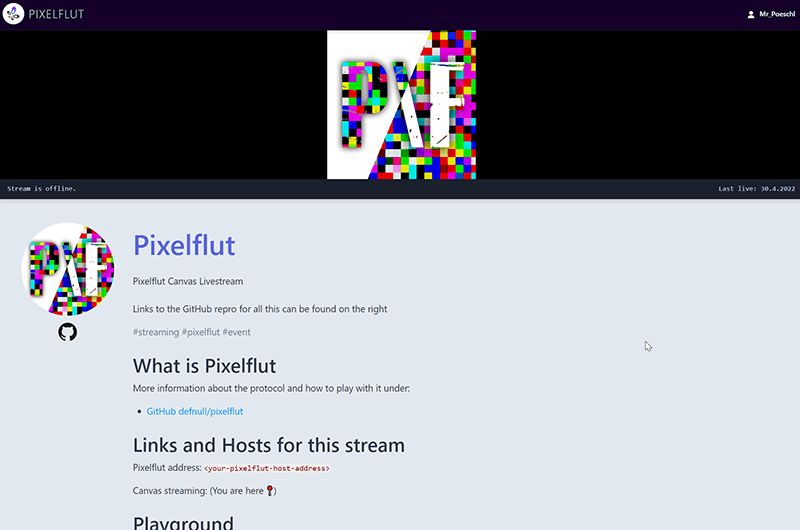 PIXELFLUT
Mr_Poeschl
PXF
Stream is offline.
Last live: 30.4.2022
PXF
Pixelflut
Pixelflut Canvas Livestream
Links to the GitHub repro for all this can be found on the right
#streaming #pixelflut #event
What is Pixelflut
More information about the protocol and how to play with it under:
• GitHub defnull/pixelflut
Links and Hosts for this stream
Pixelflut address: <your-pixelflut-host-address>
Canvas streaming: (You are here 📍)
Playground